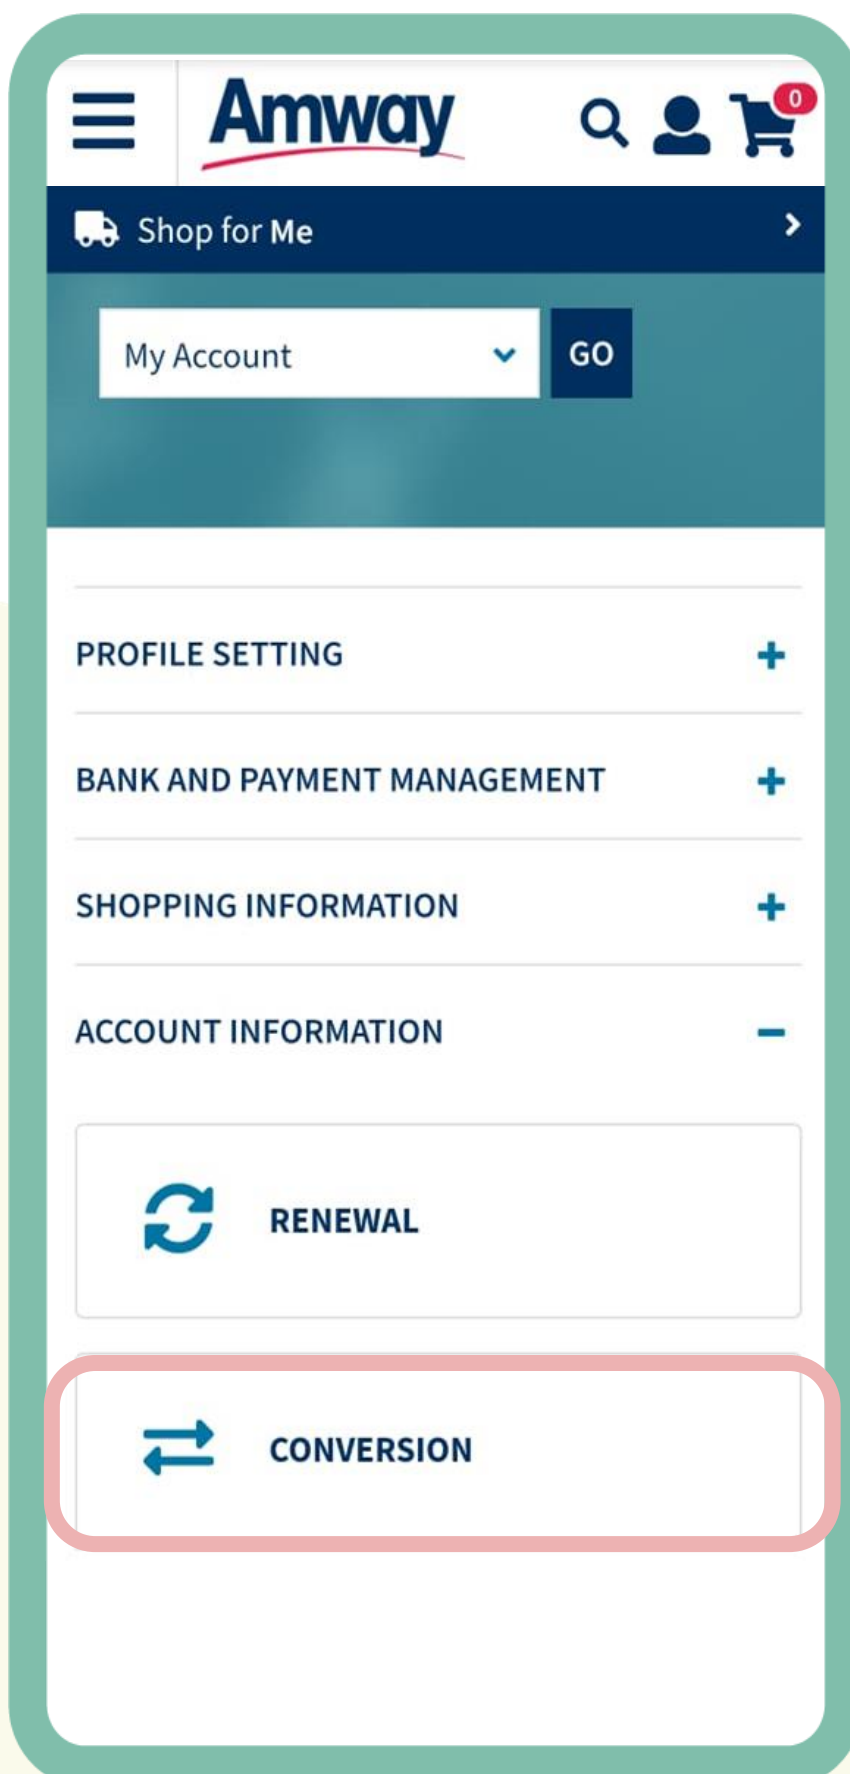 Amway
0
Shop for Me
My Account
GO
PROFILE SETTING
BANK AND PAYMENT MANAGEMENT
SHOPPING INFORMATION
ACCOUNT INFORMATION
RENEWAL
CONVERSION